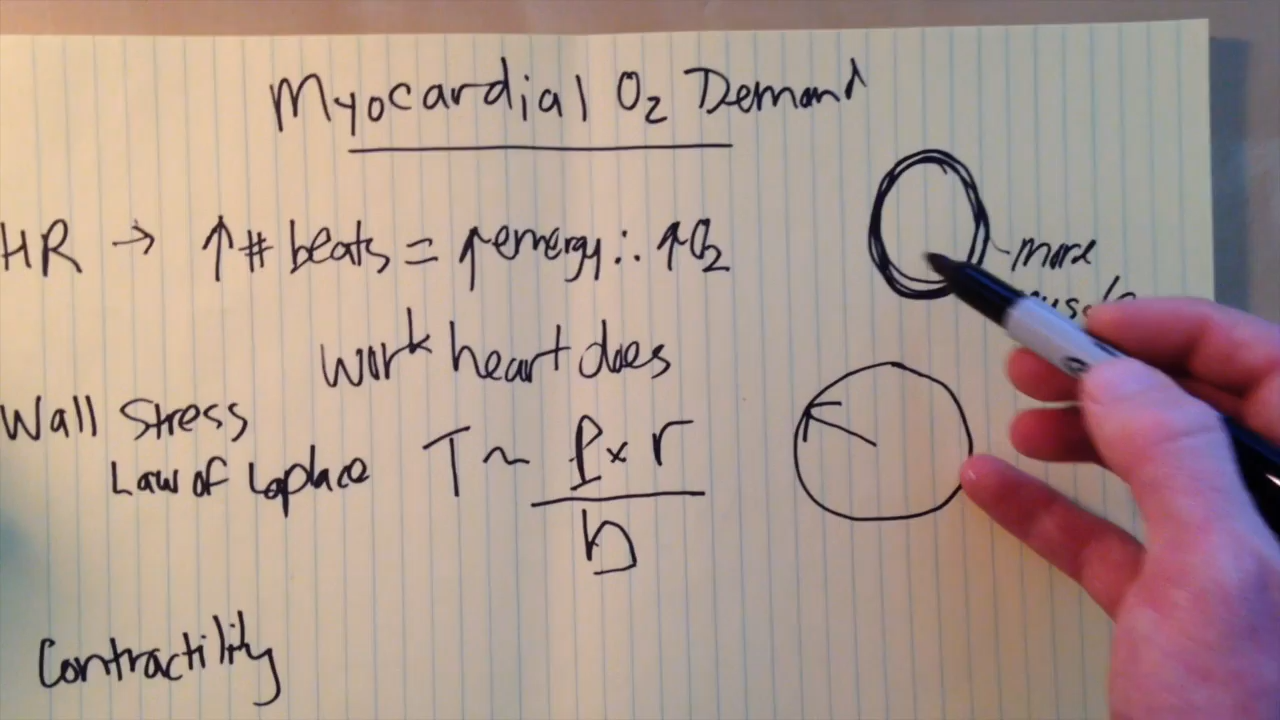 Myocardial O₂ Demand
HR → ↑ # beats = ↑ energy ∴ ↑ O₂
more
work heart does
Wall Stress
Law of Laplace
T ~ P x r
h
Contractility